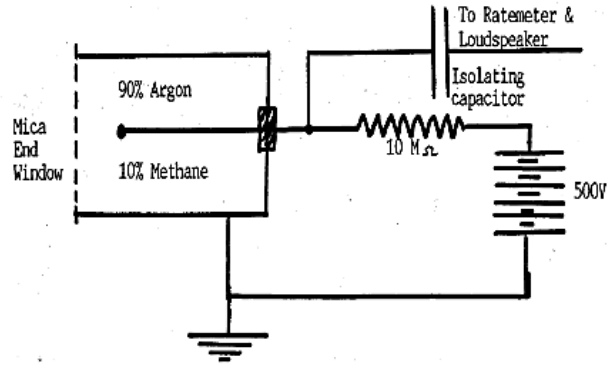 To Ratemeter &
Loudspeaker
Isolating
capacitor
90% Argon
Mica
End
Window
10% Methane
10 MΩ
500V